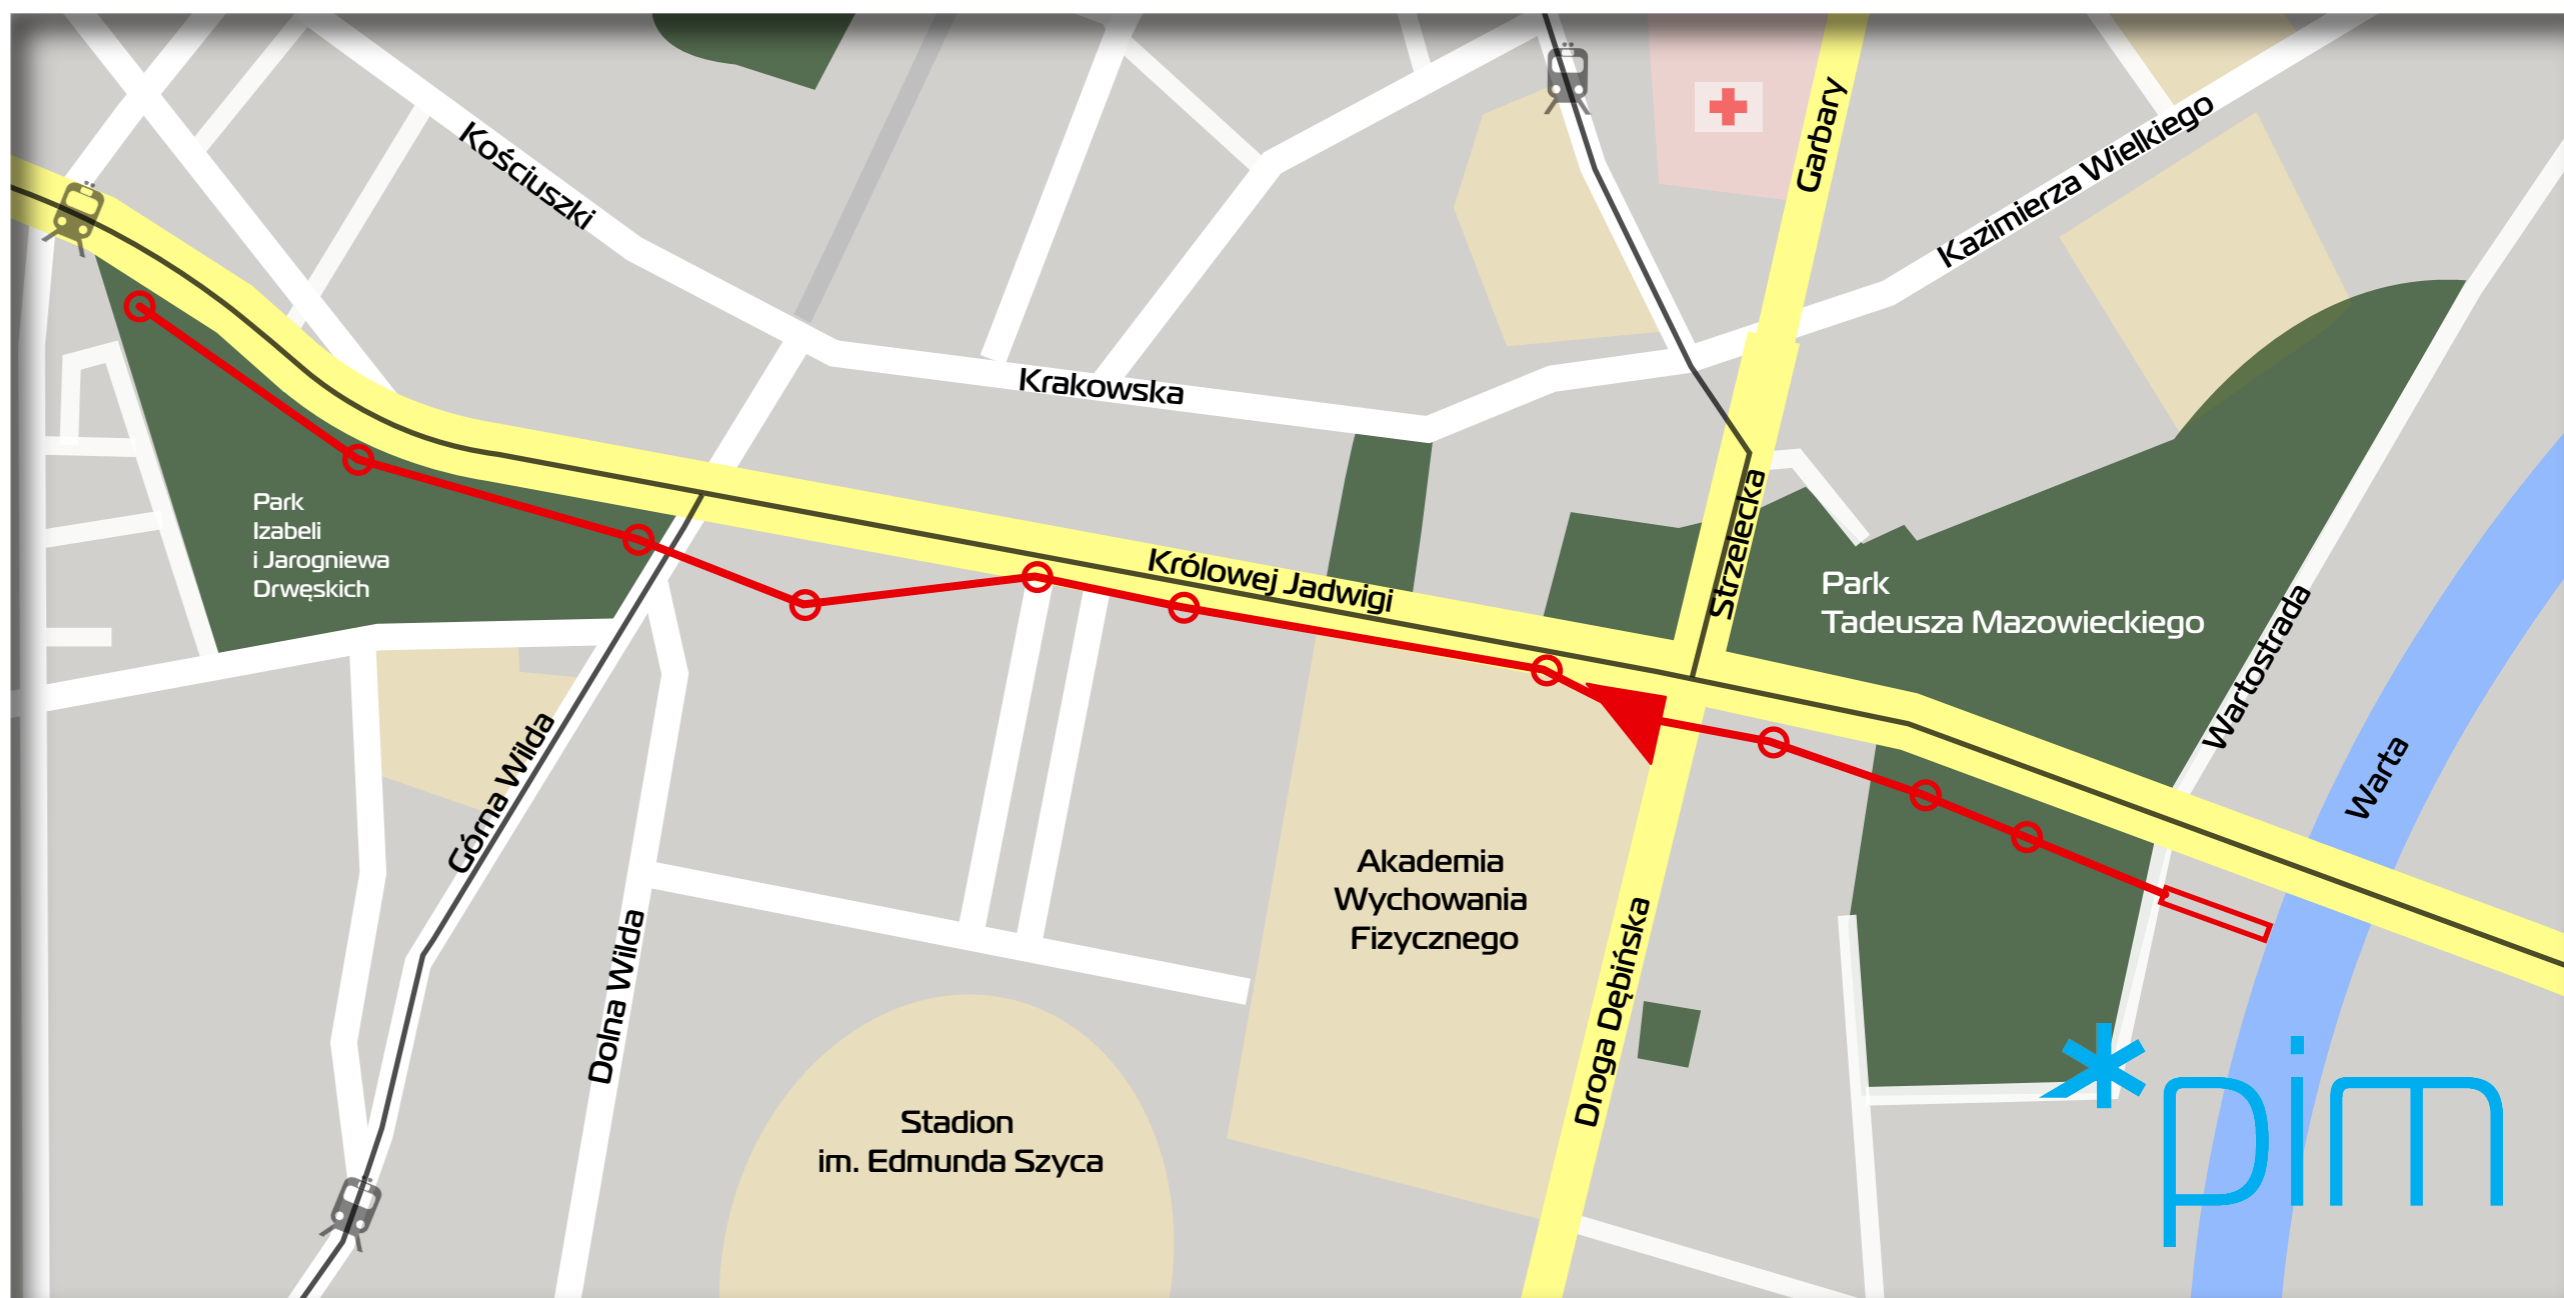 Garbary
Kościuszki
Kazimierza Wielkiego
Krakowska
Park
Izabeli
i Jarogniewa
Drwęskich
Królowej Jadwigi
Strzelecka
Park
Tadeusza Mazowieckiego
Wartostrada
Warta
Górna Wilda
Akademia
Wychowania
Fizycznego
Dolna Wilda
Droga Dębińska
Stadion
im. Edmunda Szyca
*pim